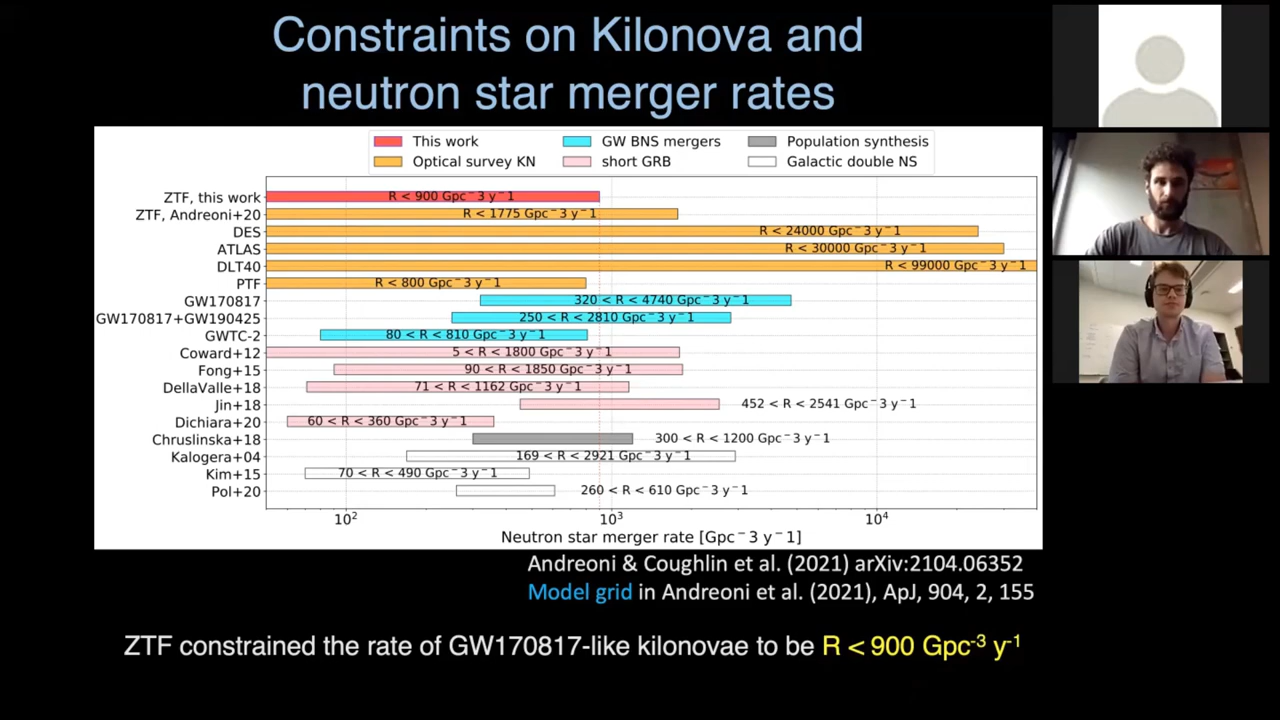 Constraints on Kilonova and
neutron star merger rates
This work
GW BNS mergers
Population synthesis
Optical survey KN
short GRB
Galactic double NS
ZTF, this work
R < 900 Gpc⁻3 y⁻1
ZTF, Andreoni+20
R < 1775 Gpc⁻3 y⁻1
DES
R < 24000 Gpc⁻3 y⁻1
ATLAS
R < 30000 Gpc⁻3 y⁻1
DLT40
R < 99000 Gpc⁻3 y⁻1
PTF
R < 800 Gpc⁻3 y⁻1
GW170817
320 < R < 4740 Gpc⁻3 y⁻1
GW170817+GW190425
250 < R < 2810 Gpc⁻3 y⁻1
GWTC-2
80 < R < 810 Gpc⁻3 y⁻1
Coward+12
5 < R < 1800 Gpc⁻3 y⁻1
Fong+15
90 < R < 1850 Gpc⁻3 y⁻1
DellaValle+18
71 < R < 1162 Gpc⁻3 y⁻1
Jin+18
452 < R < 2541 Gpc⁻3 y⁻1
Dichiara+20
60 < R < 360 Gpc⁻3 y⁻1
Chruslinska+18
300 < R < 1200 Gpc⁻3 y⁻1
Kalogera+04
169 < R < 2921 Gpc⁻3 y⁻1
Kim+15
70 < R < 490 Gpc⁻3 y⁻1
Pol+20
260 < R < 610 Gpc⁻3 y⁻1
10² 10³ 10⁴
Neutron star merger rate [Gpc⁻3 y⁻1]
Andreoni & Coughlin et al. (2021) arXiv:2104.06352
Model grid in Andreoni et al. (2021), ApJ, 904, 2, 155
ZTF constrained the rate of GW170817-like kilonovae to be R < 900 Gpc⁻³ y⁻¹